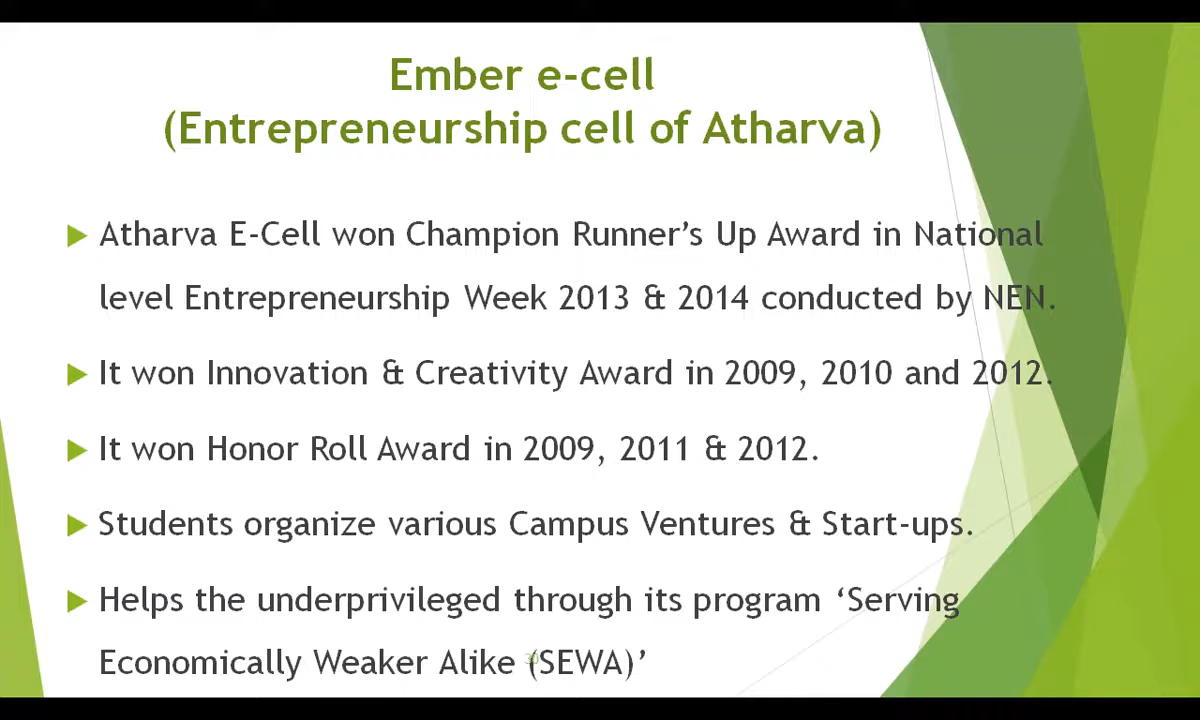 Ember e-cell
(Entrepreneurship cell of Atharva)
Atharva E-Cell won Champion Runner’s Up Award in National
level Entrepreneurship Week 2013 & 2014 conducted by NEN.
It won Innovation & Creativity Award in 2009, 2010 and 2012.
It won Honor Roll Award in 2009, 2011 & 2012.
Students organize various Campus Ventures & Start-ups.
Helps the underprivileged through its program ‘Serving
Economically Weaker Alike (SEWA)’